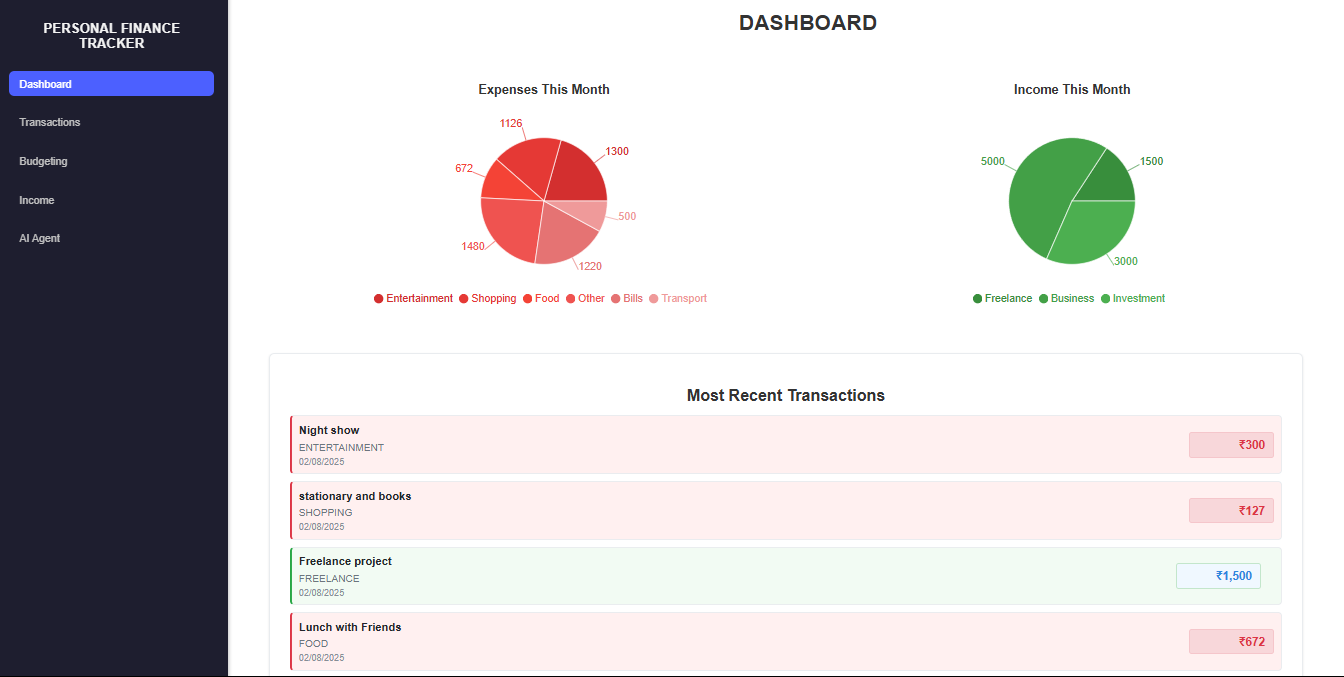 PERSONAL FINANCE
TRACKER
Dashboard
Transactions
Budgeting
Income
AI Agent
DASHBOARD
Expenses This Month
1126
1300
672
500
1480
1220
Entertainment Shopping Food Other Bills Transport
Income This Month
5000
1500
3000
Freelance Business Investment
Most Recent Transactions
Night show
ENTERTAINMENT
02/08/2025
₹300
stationary and books
SHOPPING
02/08/2025
₹127
Freelance project
FREELANCE
02/08/2025
₹1,500
Lunch with Friends
FOOD
02/08/2025
₹672